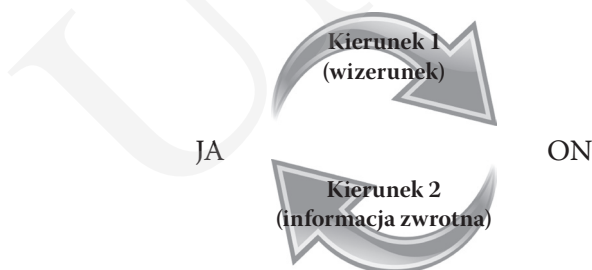 Kierunek 1
(wizerunek)
JA
ON
Kierunek 2
(informacja zwrotna)